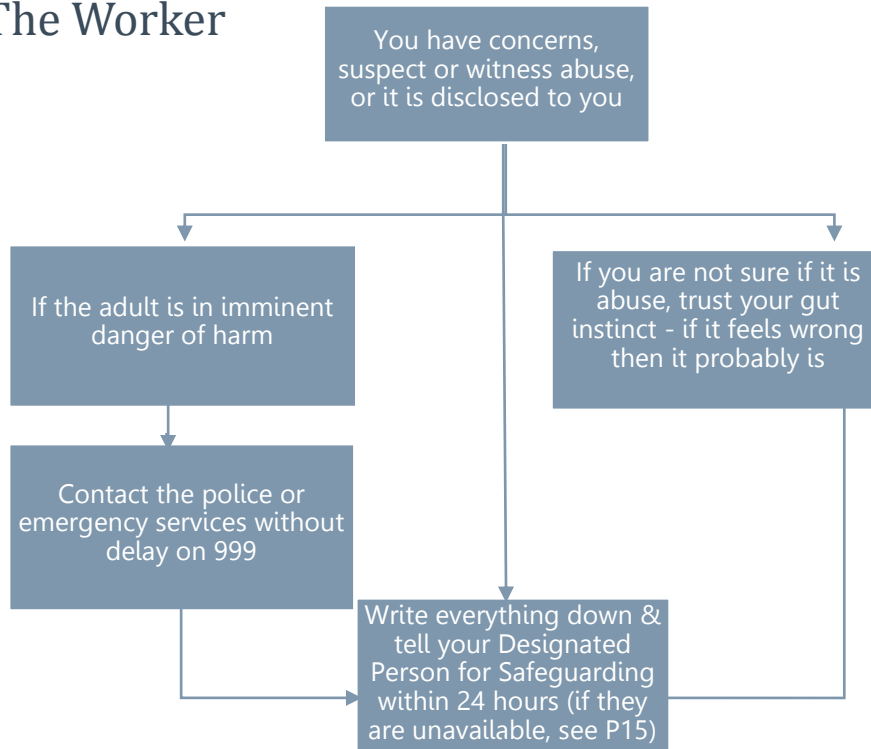 The Worker
You have concerns,
suspect or witness abuse,
or it is disclosed to you
If the adult is in imminent
danger of harm
If you are not sure if it is
abuse, trust your gut
instinct - if it feels wrong
then it probably is
Contact the police or
emergency services without
delay on 999
Write everything down &
tell your Designated
Person for Safeguarding
within 24 hours (if they
are unavailable, see P15)